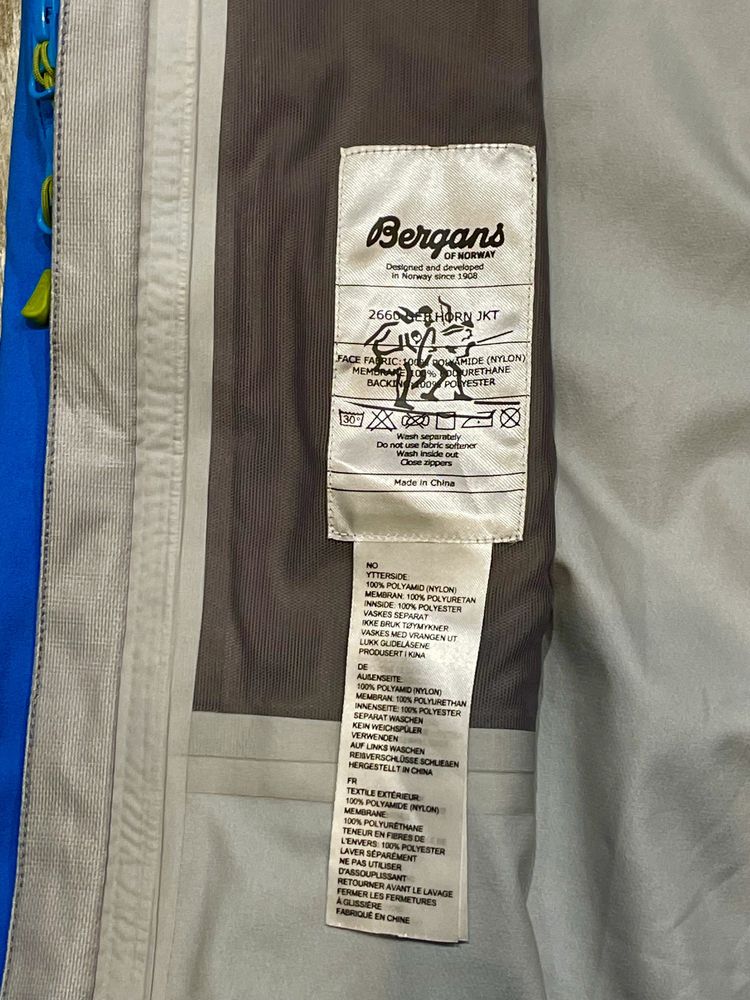 Bergans
OF NORWAY
Designed and developed
in Norway since 1908
2660 HORN JKT
FACE FABRIC: 100% POLYAMIDE (NYLON)
MEMBRANE: 100% POLYURETHANE
BACKING: 100% POLYESTER
30°
Wash separately
Do not use fabric softener
Wash inside out
Close zippers
Made in China
NO
YTTERSIDE:
100% POLYAMID (NYLON)
MEMBRAN: 100% POLYURETAN
INNSIDE: 100% POLYESTER
VASKES SEPARAT
IKKE BRUK TØYMYKNER
VASKES MED VRANGEN UT
LUKK GLIDELÅSENE
PRODUSERT I KINA
DE
AUßENSEITE:
100% POLYAMID (NYLON)
MEMBRAN: 100% POLYURETHAN
INNENSEITE: 100% POLYESTER
SEPARAT WASCHEN
KEIN WEICHSPÜLER
VERWENDEN
AUF LINKS WASCHEN
REIßVERSCHLÜSSE SCHLIEßEN
HERGESTELLT IN CHINA
FR
TEXTILE EXTÉRIEUR:
100% POLYAMIDE (NYLON)
MEMBRANE:
100% POLYURÉTHANE
TENEUR EN FIBRES DE
L'ENVERS: 100% POLYESTER
LAVER SÉPARÉMENT
NE PAS UTILISER
D'ASSOUPLISSANT
RETOURNER AVANT LE LAVAGE
FERMER LES FERMETURES
À GLISSIÈRE
FABRIQUÉ EN CHINE